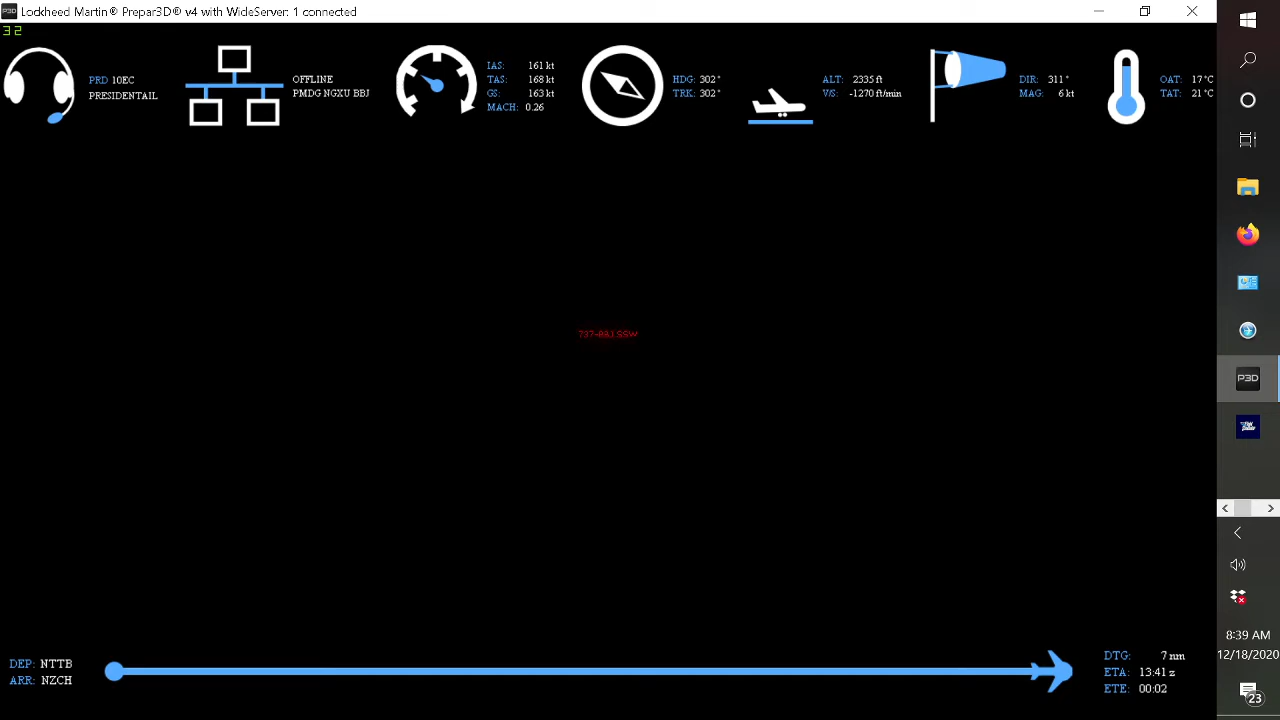 Lockheed Martin® Prepar3D® v4 with WideServer: 1 connected
32
PRD 10EC
PRESIDENTAIL
OFFLINE
PMDG NGXU BBJ
IAS: 161 kt
TAS: 168 kt
GS: 163 kt
MACH: 0.26
HDG: 302°
TRK: 302°
ALT: 2335 ft
V/S: -1270 ft/min
DIR: 311°
MAG: 6 kt
OAT: 17°C
TAT: 21°C
737-BBJ SSW
P3D
DEP: NTTB
ARR: NZCH
DTG: 7 nm
ETA: 13:41 z
ETE: 00:02
8:39 AM
12/18/2020
23